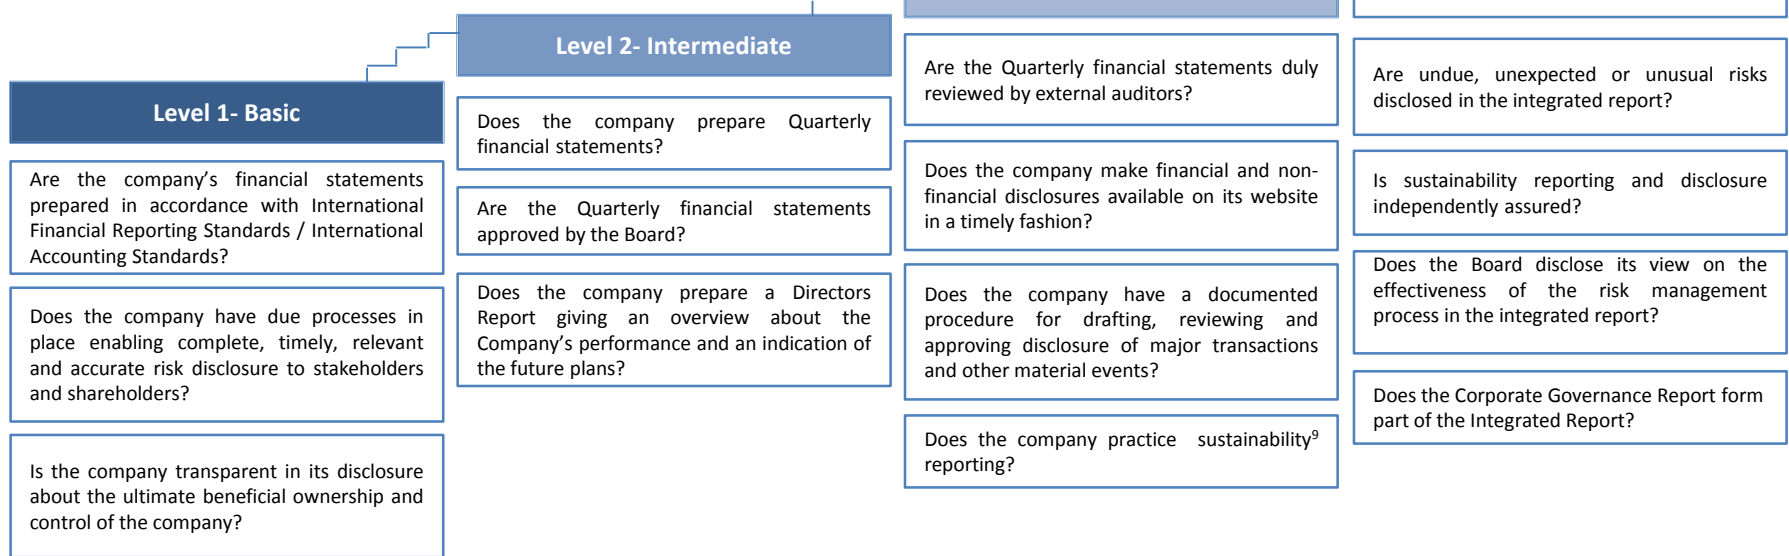 Level 1- Basic
Are the company’s financial statements
prepared in accordance with International
Financial Reporting Standards / International
Accounting Standards?
Does the company have due processes in
place enabling complete, timely, relevant
and accurate risk disclosure to stakeholders
and shareholders?
Is the company transparent in its disclosure
about the ultimate beneficial ownership and
control of the company?
Level 2- Intermediate
Does the company prepare Quarterly
financial statements?
Are the Quarterly financial statements
approved by the Board?
Does the company prepare a Directors
Report giving an overview about the
Company’s performance and an indication of
the future plans?
Are the Quarterly financial statements duly
reviewed by external auditors?
Does the company make financial and non-
financial disclosures available on its website
in a timely fashion?
Does the company have a documented
procedure for drafting, reviewing and
approving disclosure of major transactions
and other material events?
Does the company practice sustainability⁹
reporting?
Are undue, unexpected or unusual risks
disclosed in the integrated report?
Is sustainability reporting and disclosure
independently assured?
Does the Board disclose its view on the
effectiveness of the risk management
process in the integrated report?
Does the Corporate Governance Report form
part of the Integrated Report?